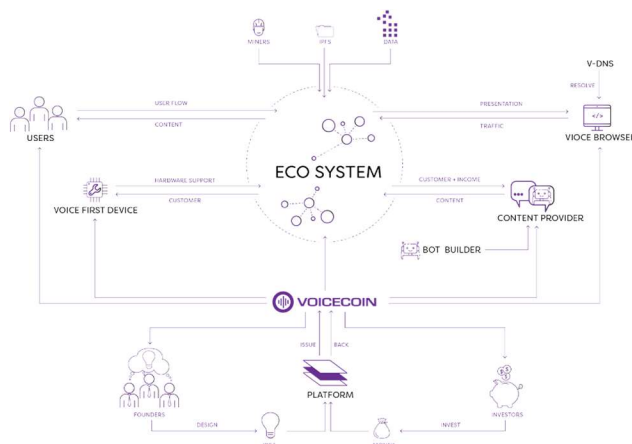 MINERS
IPFS
DATA
V-DNS
RESOLVE
USER FLOW
CONTENT
USERS
PRESENTATION
TRAFFIC
VIOCE BROWSER
ECO SYSTEM
HARDWARE SUPPORT
CUSTOMER
VOICE FIRST DEVICE
CUSTOMER + INCOME
CONTENT
CONTENT PROVIDER
BOT BUILDER
VOICECOIN
ISSUE
BACK
FOUNDERS
PLATFORM
INVESTORS
DESIGN
INVEST